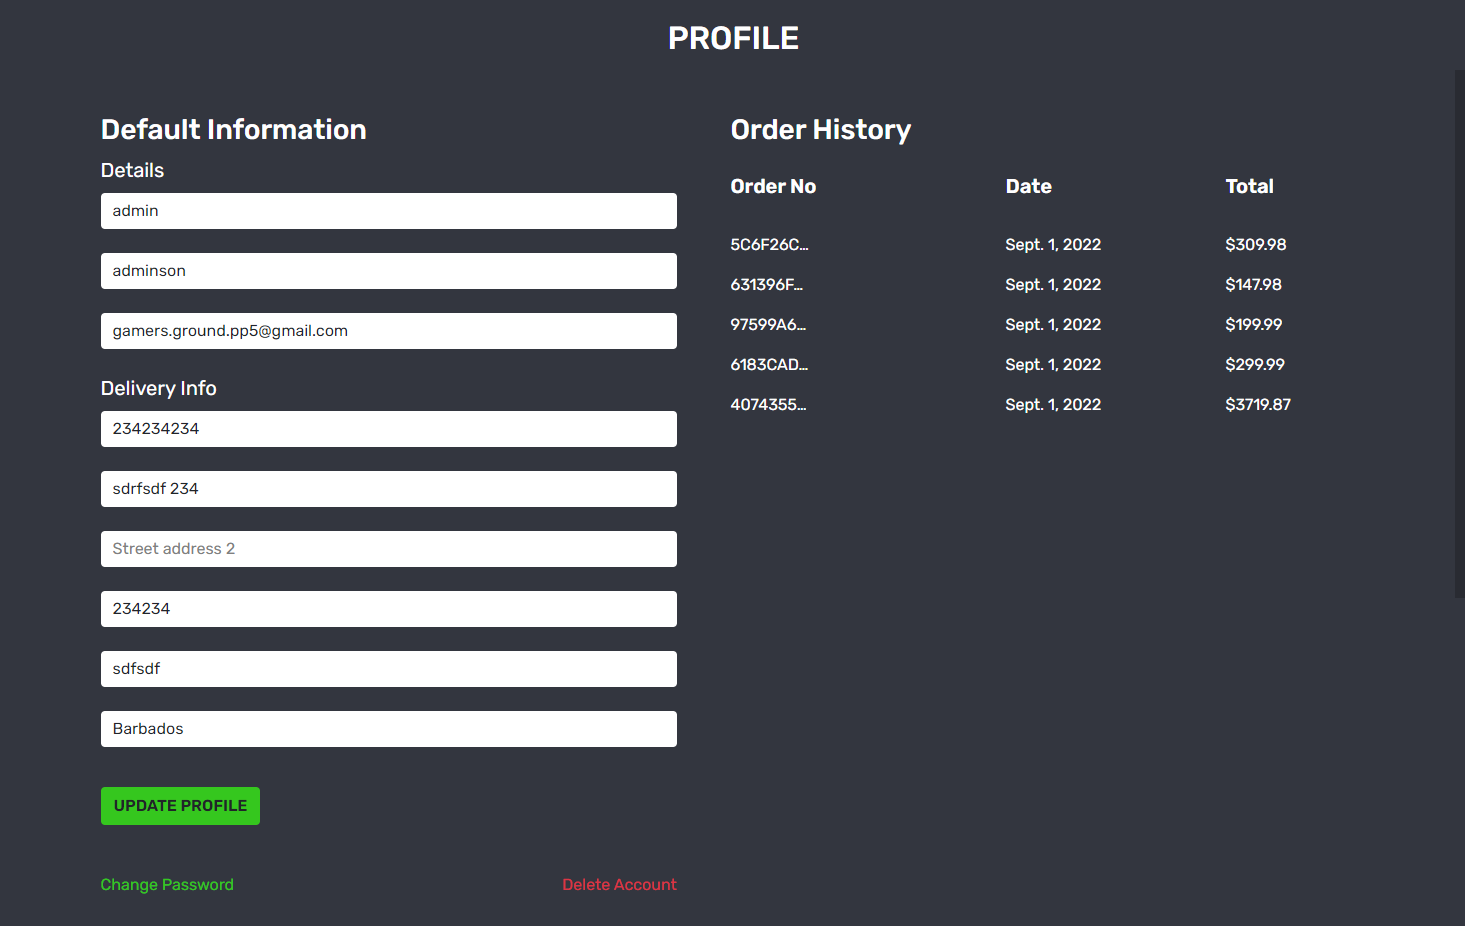 PROFILE
Default Information
Details
admin
adminson
gamers.ground.pp5@gmail.com
Delivery Info
234234234
sdrfsdf 234
Street address 2
234234
sdfsdf
Barbados
UPDATE PROFILE
Change Password
Delete Account
Order History
Order No Date Total
5C6F26C... Sept. 1, 2022 $309.98
631396F... Sept. 1, 2022 $147.98
97599A6... Sept. 1, 2022 $199.99
6183CAD... Sept. 1, 2022 $299.99
4074355... Sept. 1, 2022 $3719.87